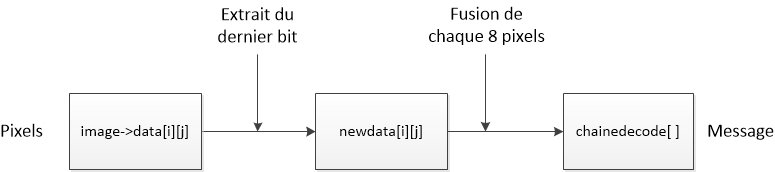 Extrait du
dernier bit
Fusion de
chaque 8 pixels
Pixels
image->data[i][j]
newdata[i][j]
chainedecode[ ]
Message